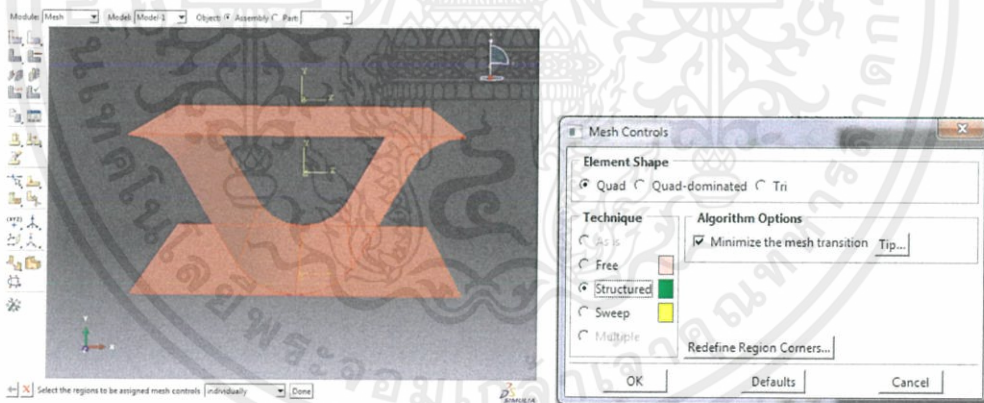 Module: Mesh Model: Model-1 Object: Assembly Part:
Y
X
Y
X
Y
X
Select the regions to be assigned mesh controls individually Done
SIMULIA
Mesh Controls
Element Shape
Quad Quad-dominated Tri
Technique
As is
Free
Structured
Sweep
Multiple
Algorithm Options
Minimize the mesh transition Tip...
Redefine Region Corners...
OK Defaults Cancel